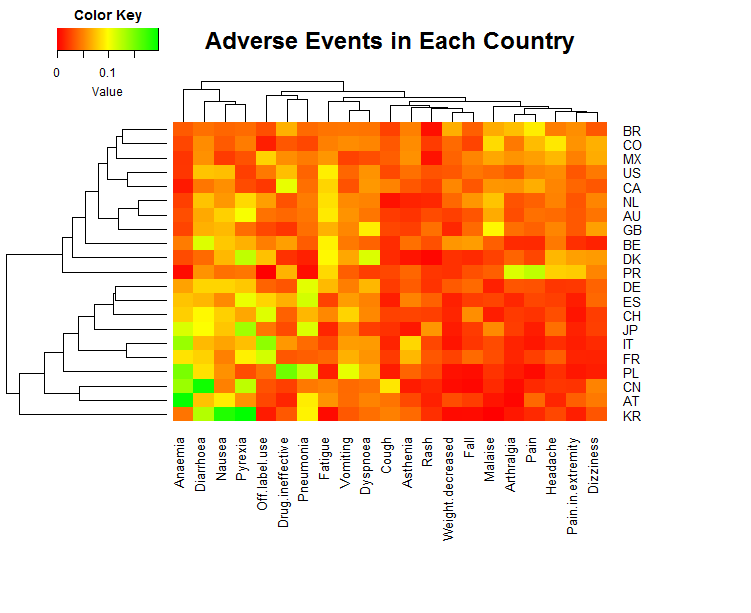 Color Key
0 0.1
Value
Adverse Events in Each Country
BR
CO
MX
US
CA
NL
AU
GB
BE
DK
PR
DE
ES
CH
JP
IT
FR
PL
CN
AT
KR
Anaemia
Diarrhoea
Nausea
Pyrexia
Off.label.use
Drug.ineffective
Pneumonia
Fatigue
Vomiting
Dyspnoea
Cough
Asthenia
Rash
Weight.decreased
Fall
Malaise
Arthralgia
Pain
Headache
Pain.in.extremity
Dizziness